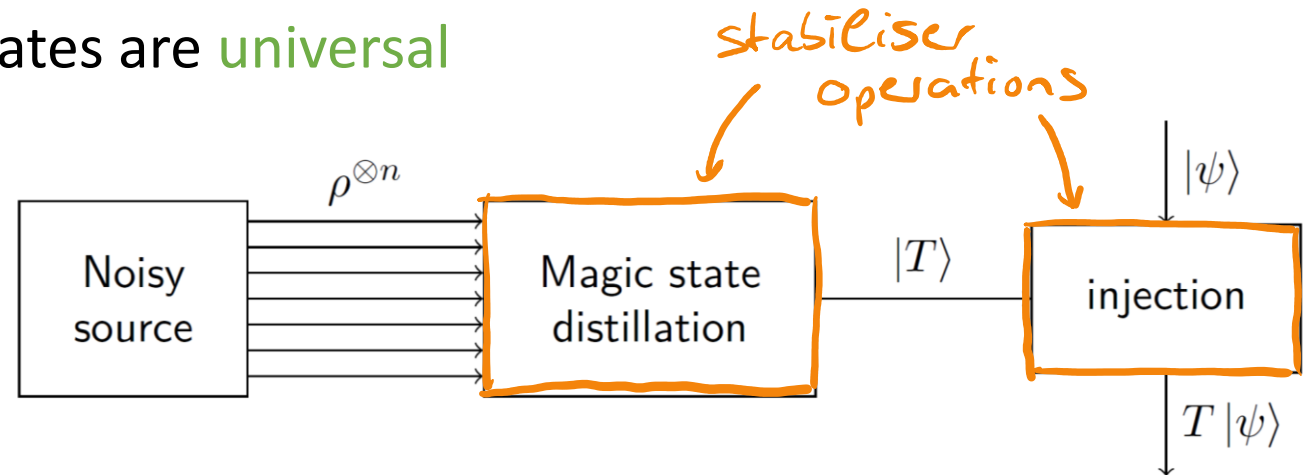 ates are universal
stabiliser
operations
ρ^{⊗n}
|ψ⟩
Noisy
source
Magic state
distillation
|T⟩
injection
T |ψ⟩